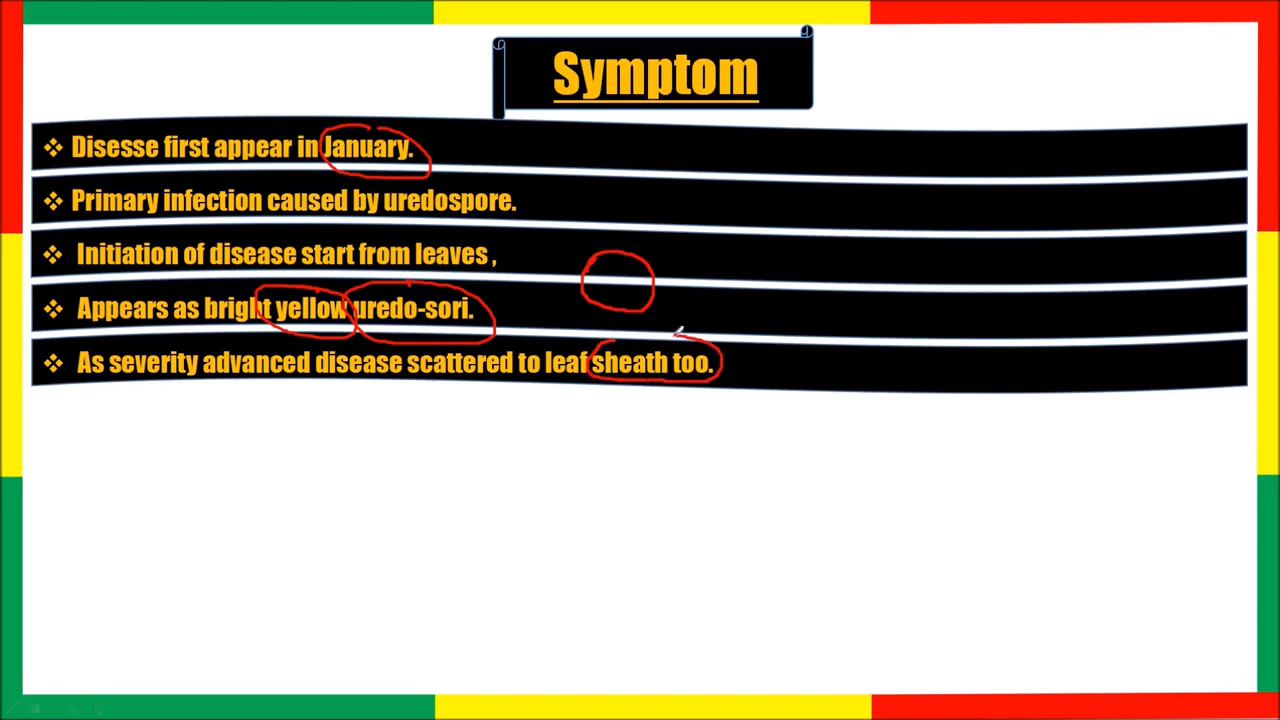 Symptom
❖ Disesse first appear in January.
❖ Primary infection caused by uredospore.
❖ Initiation of disease start from leaves ,
❖ Appears as bright yellow uredo-sori.
❖ As severity advanced disease scattered to leaf sheath too.